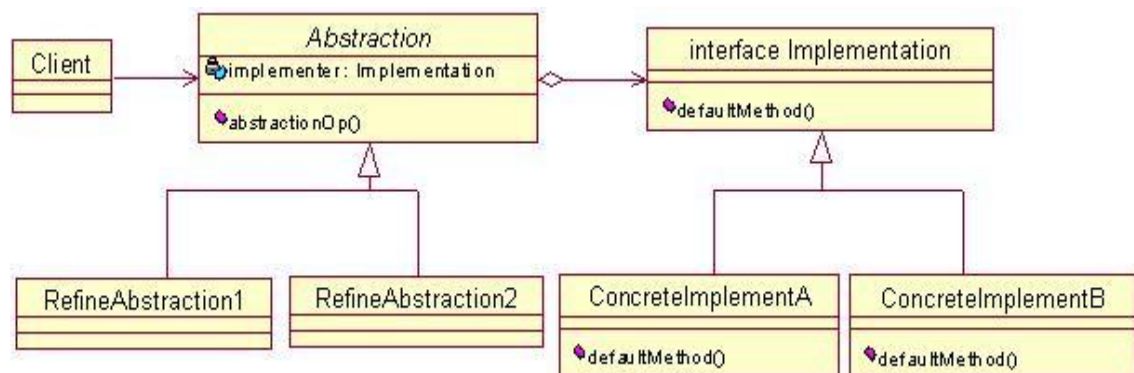 Client
Abstraction
implementer : Implementation
abstractionOp()
interface Implementation
defaultMethod()
RefineAbstraction1
RefineAbstraction2
ConcreteImplementA
defaultMethod()
ConcreteImplementB
defaultMethod()